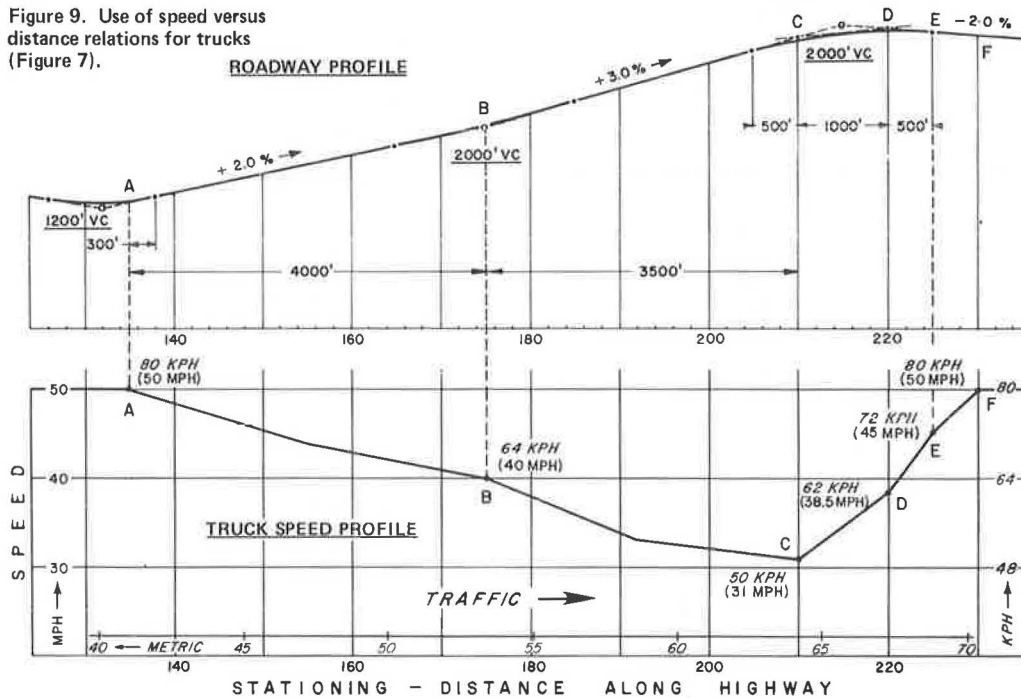 Figure 9. Use of speed versus
distance relations for trucks
(Figure 7).
ROADWAY PROFILE
C D E -2.0 %
2000' VC F
+3.0 %
B
500' 1000' 500'
2000' VC
+ 2.0 %
A
1200' VC
300'
4000' 3500'
140 160 180 200 220
80 KPH
(50 MPH)
80 KPH
(50 MPH)
50 80
A F
72 KPH
(45 MPH)
E
64 KPH
(40 MPH)
40 64
B
62 KPH
(38.5MPH)
D
SPEED
TRUCK SPEED PROFILE
C
30 48
50 KPH
(31 MPH)
TRAFFIC
MPH KPH
40 METRIC 45 50 55 60 65 70
140 160 180 200 220
STATIONING - DISTANCE ALONG HIGHWAY